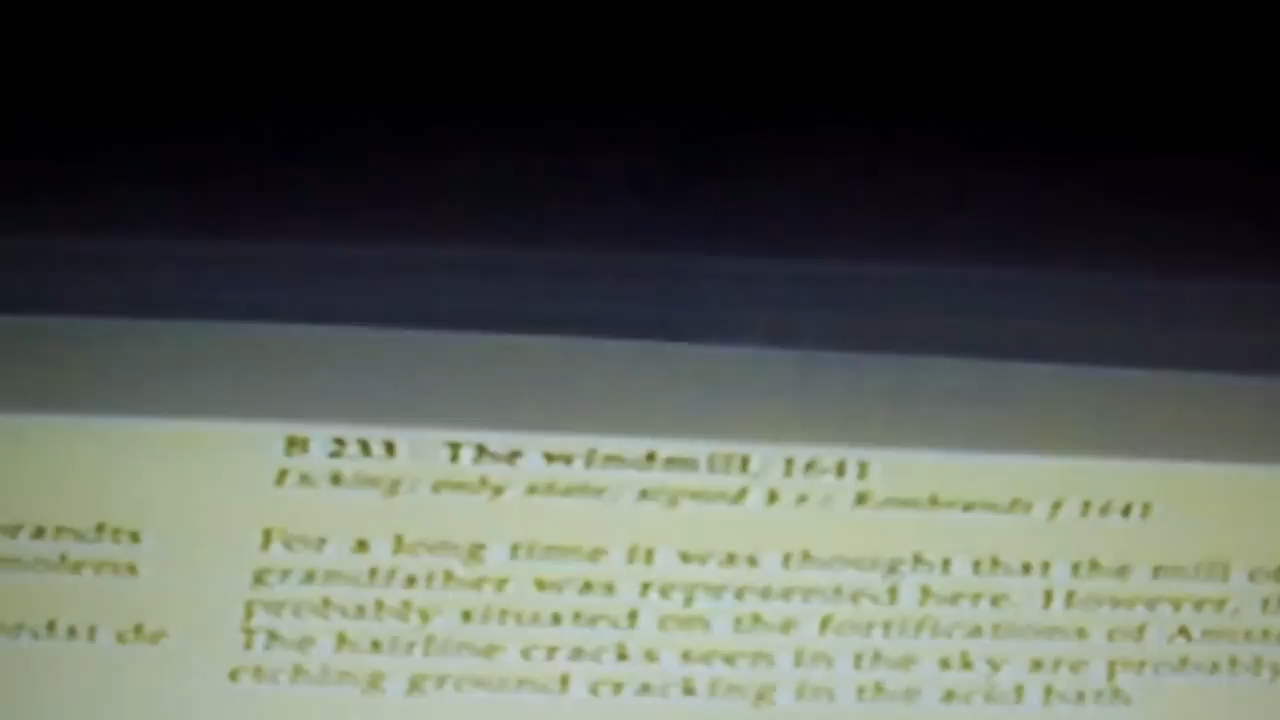 B 233 The windmill, 1641
Etching; only state; signed b.r.: Rembrandt f 1641
For a long time it was thought that the mill of
grandfather was represented here. However,
probably situated on the fortifications of
The hairline cracks seen in the sky are probably
etching ground cracking in the acid bath